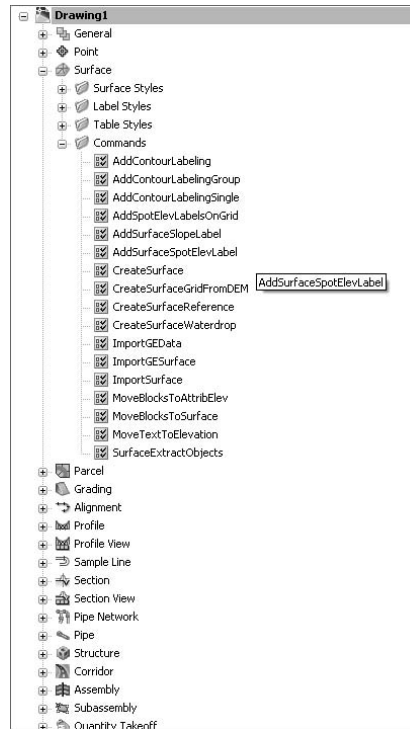 Drawing1
General
Point
Surface
Surface Styles
Label Styles
Table Styles
Commands
AddContourLabeling
AddContourLabelingGroup
AddContourLabelingSingle
AddSpotElevLabelsOnGrid
AddSurfaceSlopeLabel
AddSurfaceSpotElevLabel
CreateSurface
AddSurfaceSpotElevLabel
CreateSurfaceGridFromDEM
CreateSurfaceReference
CreateSurfaceWaterdrop
ImportGEData
ImportGESurface
ImportSurface
MoveBlocksToAttribElev
MoveBlocksToSurface
MoveTextToElevation
SurfaceExtractObjects
Parcel
Grading
Alignment
Profile
Profile View
Sample Line
Section
Section View
Pipe Network
Pipe
Structure
Corridor
Assembly
Subassembly
Quantity Takeoff